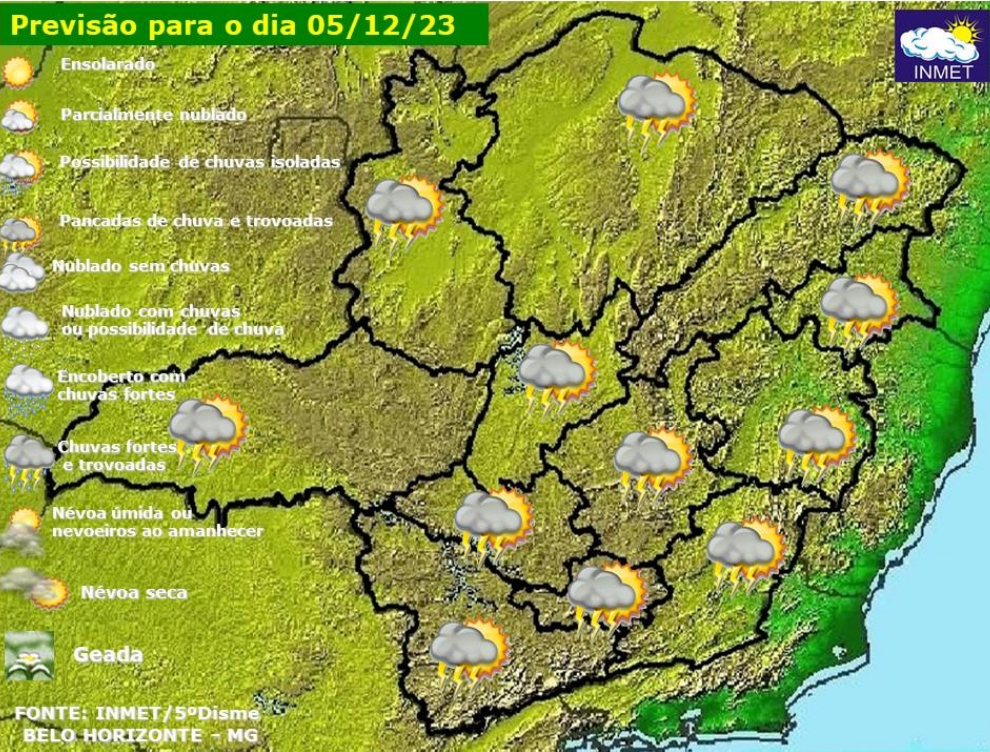 Previsão para o dia 05/12/23
INMET
Ensolarado
Parcialmente nublado
Possibilidade de chuvas isoladas
Pancadas de chuva e trovoadas
Nublado sem chuvas
Nublado com chuvas
ou possibilidade de chuva
Encoberto com
chuvas fortes
Chuvas fortes
e trovoadas
Névoa úmida ou
nevoeiros ao amanhecer
Névoa seca
Geada
FONTE: INMET/5ºDisme
BELO HORIZONTE - MG